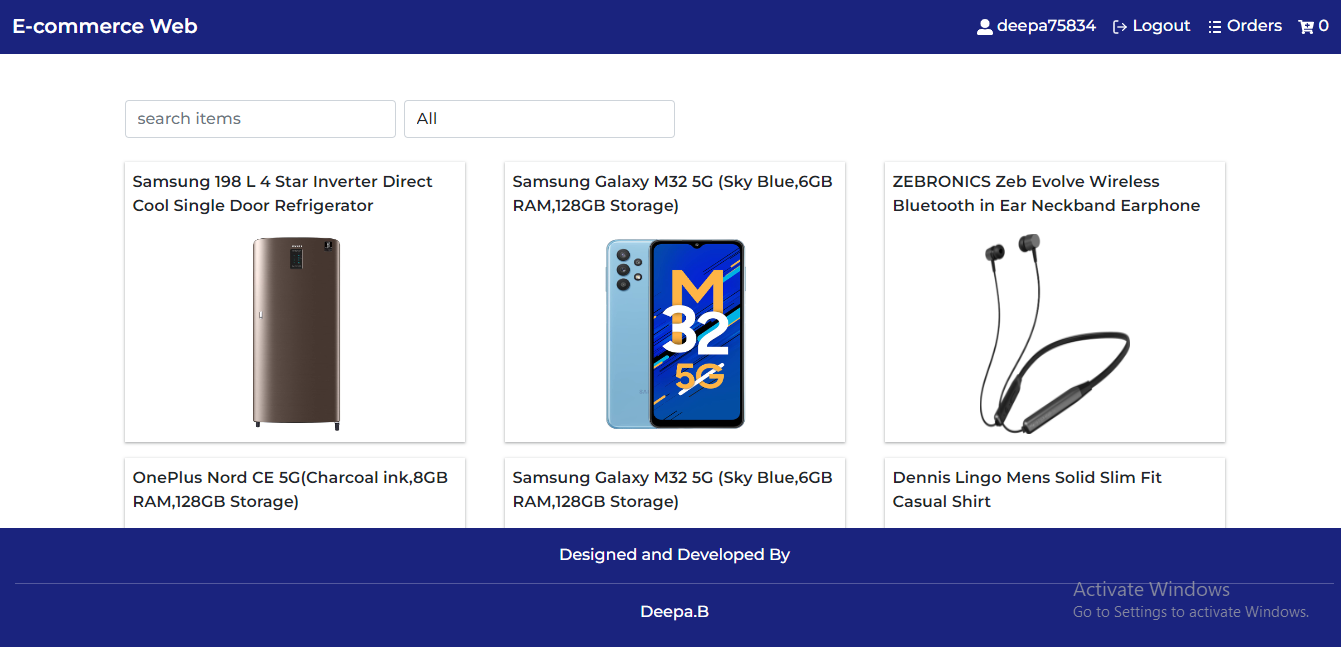 E-commerce Web
deepa75834
Logout
Orders
0
search items
All
Samsung 198 L 4 Star Inverter Direct
Cool Single Door Refrigerator
Samsung Galaxy M32 5G (Sky Blue,6GB
RAM,128GB Storage)
M
32
5G
ZEBRONICS Zeb Evolve Wireless
Bluetooth in Ear Neckband Earphone
OnePlus Nord CE 5G(Charcoal ink,8GB
RAM,128GB Storage)
Samsung Galaxy M32 5G (Sky Blue,6GB
RAM,128GB Storage)
Dennis Lingo Mens Solid Slim Fit
Casual Shirt
Designed and Developed By
Deepa.B
Activate Windows
Go to Settings to activate Windows.